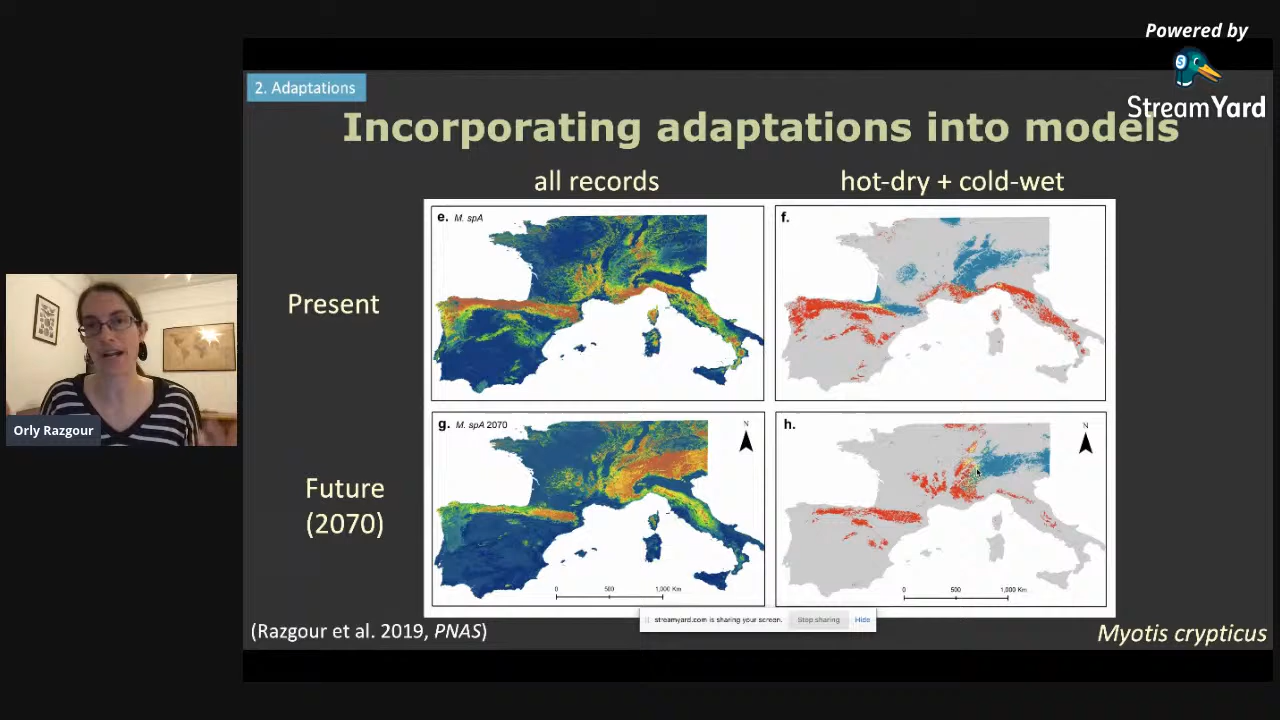 Powered by
StreamYard
2. Adaptations
Incorporating adaptations into models
all records
hot-dry + cold-wet
e. M. spA
f.
Present
g. M. spA 2070
N
h.
N
Future
(2070)
0 500 1,000 Km
0 500 1,000 Km
streamyard.com is sharing your screen.
Stop sharing
Hide
(Razgour et al. 2019, PNAS)
Myotis crypticus
Orly Razgour